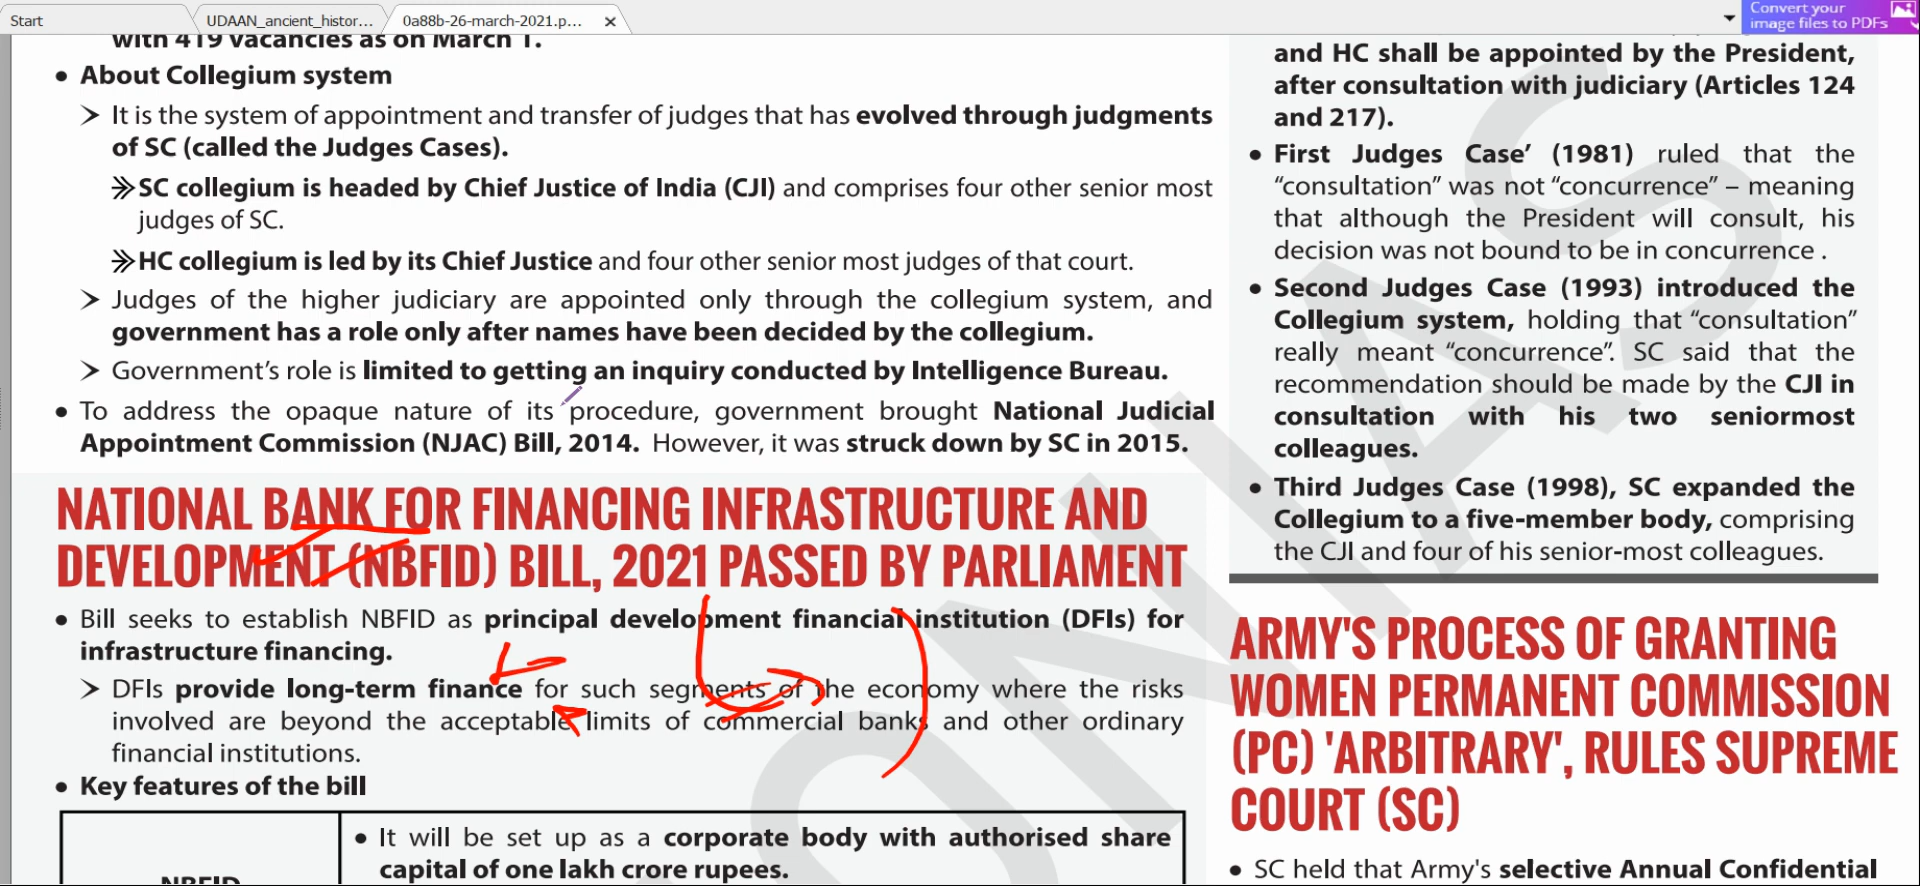 Start
UDAAN_ancient_histor...
0a88b-26-march-2021.p...
Convert your
image files to PDFs
with 419 vacancies as on March 1.
• About Collegium system
➢ It is the system of appointment and transfer of judges that has evolved through judgments
of SC (called the Judges Cases).
SC collegium is headed by Chief Justice of India (CJI) and comprises four other senior most
judges of SC.
HC collegium is led by its Chief Justice and four other senior most judges of that court.
➢ Judges of the higher judiciary are appointed only through the collegium system, and
government has a role only after names have been decided by the collegium.
➢ Government's role is limited to getting an inquiry conducted by Intelligence Bureau.
• To address the opaque nature of its procedure, government brought National Judicial
Appointment Commission (NJAC) Bill, 2014. However, it was struck down by SC in 2015.
NATIONAL BANK FOR FINANCING INFRASTRUCTURE AND
DEVELOPMENT (NBFID) BILL, 2021 PASSED BY PARLIAMENT
• Bill seeks to establish NBFID as principal development financial institution (DFIs) for
infrastructure financing.
➢ DFIs provide long-term finance for such segments of the economy where the risks
involved are beyond the acceptable limits of commercial banks and other ordinary
financial institutions.
• Key features of the bill
NBFID
• It will be set up as a corporate body with authorised share
capital of one lakh crore rupees.
and HC shall be appointed by the President,
after consultation with judiciary (Articles 124
and 217).
• First Judges Case' (1981) ruled that the
"consultation" was not "concurrence" – meaning
that although the President will consult, his
decision was not bound to be in concurrence .
• Second Judges Case (1993) introduced the
Collegium system, holding that "consultation"
really meant "concurrence". SC said that the
recommendation should be made by the CJI in
consultation with his two seniormost
colleagues.
• Third Judges Case (1998), SC expanded the
Collegium to a five-member body, comprising
the CJI and four of his senior-most colleagues.
ARMY'S PROCESS OF GRANTING
WOMEN PERMANENT COMMISSION
(PC) 'ARBITRARY', RULES SUPREME
COURT (SC)
• SC held that Army's selective Annual Confidential